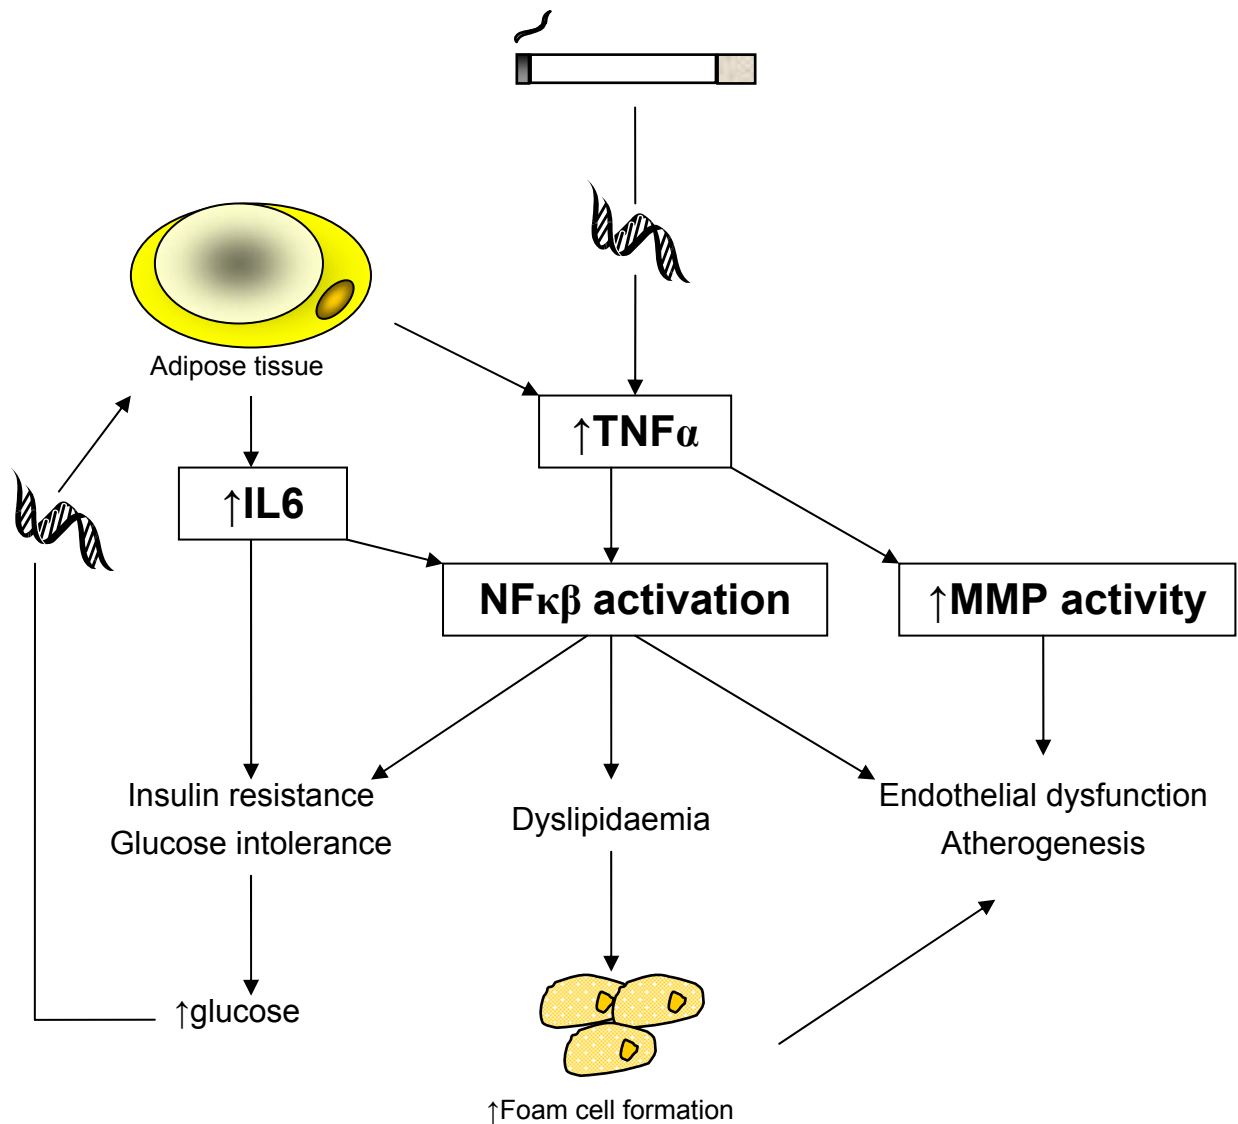 Adipose tissue
↑TNFα
↑IL6
NFκβ activation
↑MMP activity
Insulin resistance
Glucose intolerance
Dyslipidaemia
Endothelial dysfunction
Atherogenesis
↑glucose
↑Foam cell formation